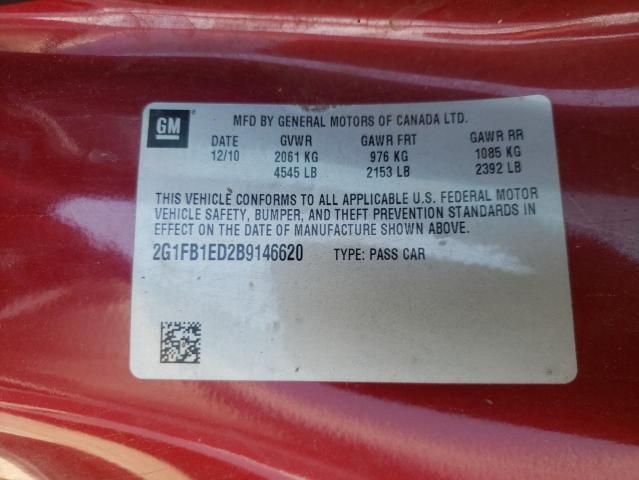 GM
MFD BY GENERAL MOTORS OF CANADA LTD.
DATE GVWR GAWR FRT GAWR RR
12/10 2061 KG 976 KG 1085 KG
4545 LB 2153 LB 2392 LB
THIS VEHICLE CONFORMS TO ALL APPLICABLE U.S. FEDERAL MOTOR
VEHICLE SAFETY, BUMPER, AND THEFT PREVENTION STANDARDS IN
EFFECT ON THE DATE OF MANUFACTURE SHOWN ABOVE.
2G1FB1ED2B9146620 TYPE: PASS CAR